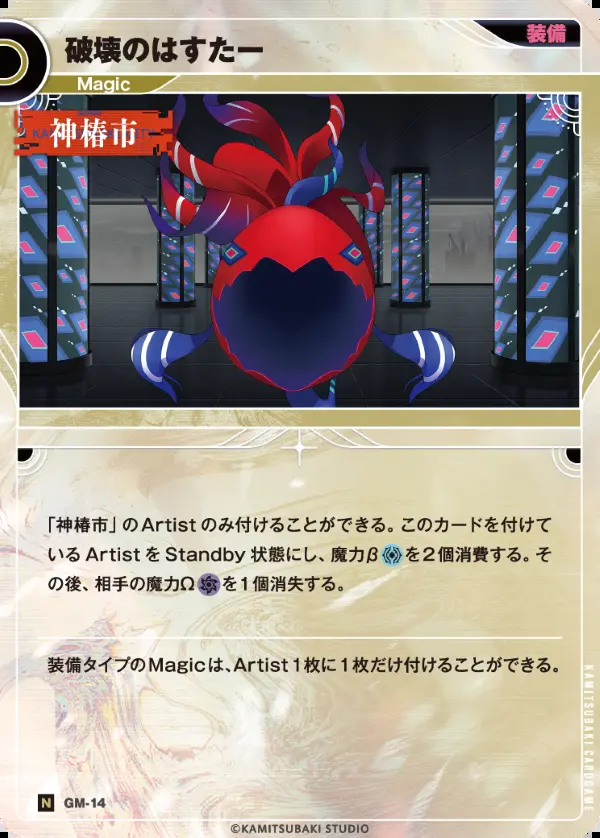 破壊のはすたー
装備
Magic
神椿市
「神椿市」のArtistのみ付けることができる。このカードを付けて
いるArtistをStandby状態にし、魔力βを2個消費する。そ
の後、相手の魔力Ωを1個消失する。
装備タイプのMagicは、Artist1枚に1枚だけ付けることができる。
KAMITSUBAKI CARDGAME
N GM-14
©KAMITSUBAKI STUDIO